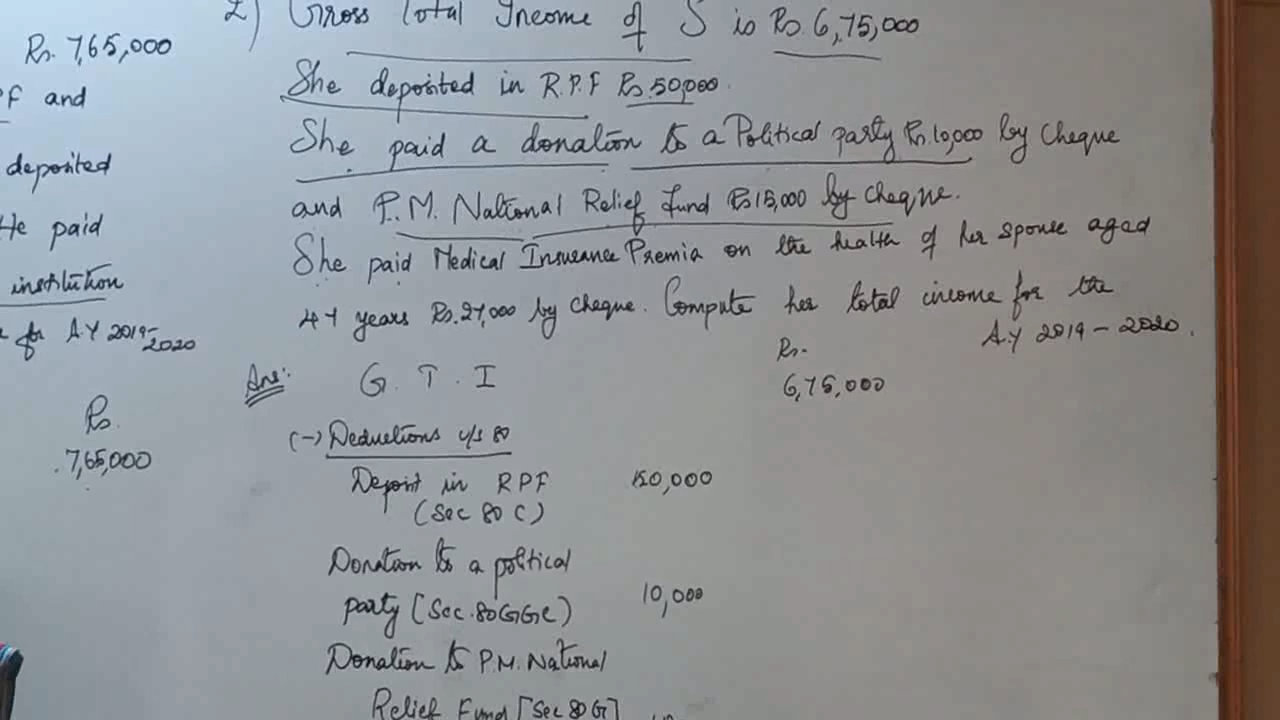 Rs. 7,65,000
PF and
deposited
He paid
institution
e for A.Y 2019-
2020
Rs.
7,65,000
2) Gross Total Income of S is Rs. 6,75,000
She deposited in R.P.F Rs.50,000.
She paid a donation to a Political party Rs.10,000 by cheque
and P.M. National Relief Fund Rs 15,000 by cheque.
She paid Medical Insurance Premia on the health of her spouse aged
47 years Rs.27,000 by cheque. Compute her total income for the
A.Y 2019 - 2020.
Rs.
Ans: G. T. I 6,75,000
(-) Deductions u/s 80
Deposit in RPF 50,000
(Sec 80 C)
Donation to a political
party [Sec. 80GGC) 10,000
Donation to P.M. National
Relief Fund [Sec 80G]